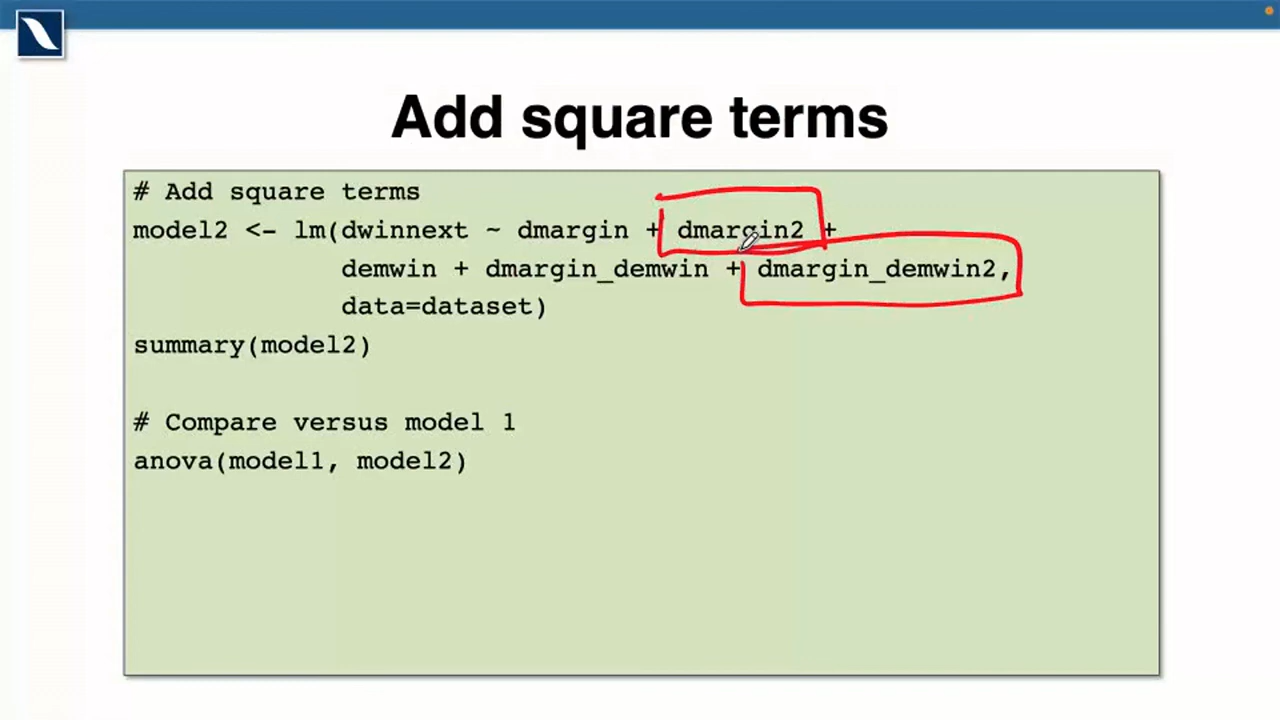 Add square terms
# Add square terms
model2 <- lm(dwinnext ~ dmargin + dmargin2 +
demwin + dmargin_demwin + dmargin_demwin2,
data=dataset)
summary(model2)
# Compare versus model 1
anova(model1, model2)